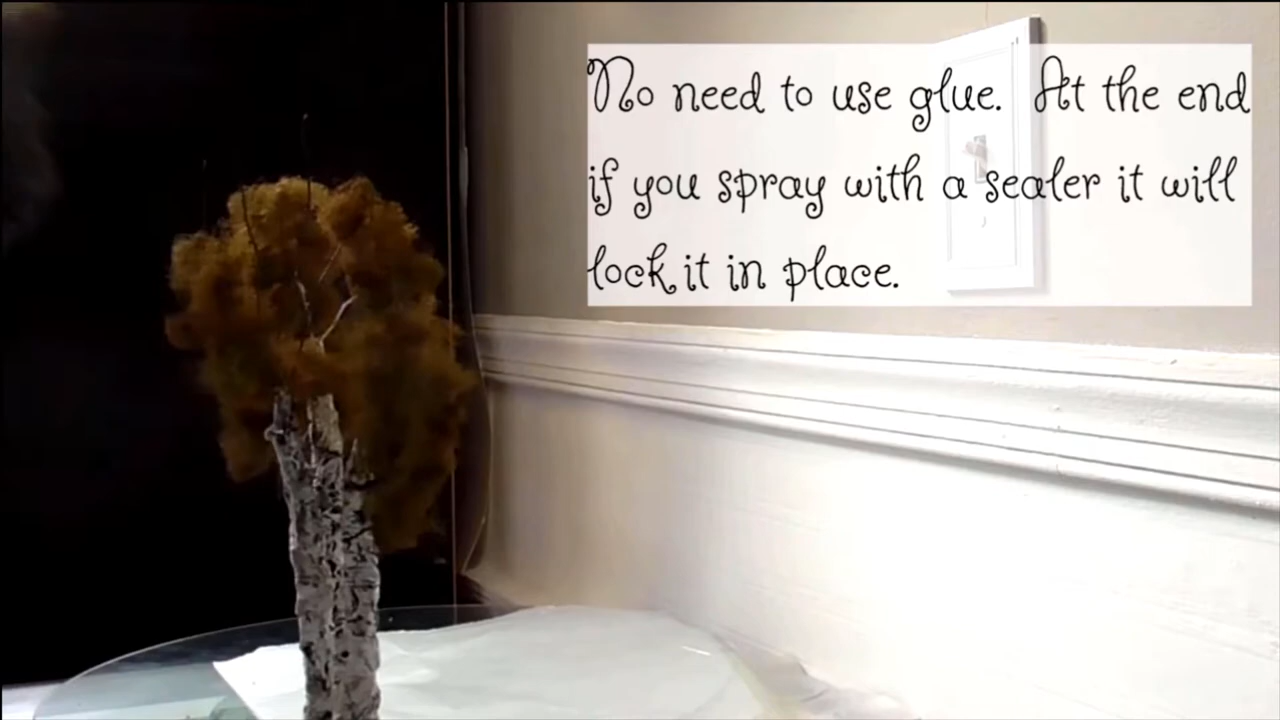 No need to use glue. At the end
if you spray with a sealer it will
lock it in place.